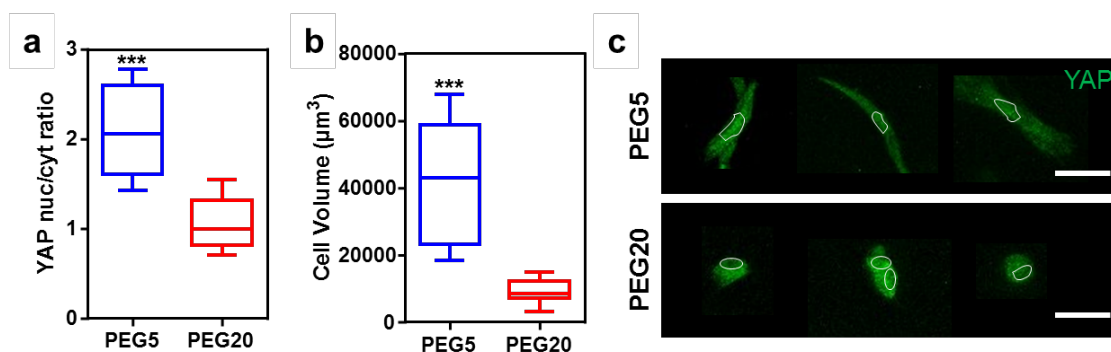 a
YAP nuc/cyt ratio
3
2
1
0
***
PEG5 PEG20
b
Cell Volume (µm³)
80000
60000
40000
20000
0
***
PEG5 PEG20
c
YAP
PEG5
PEG20